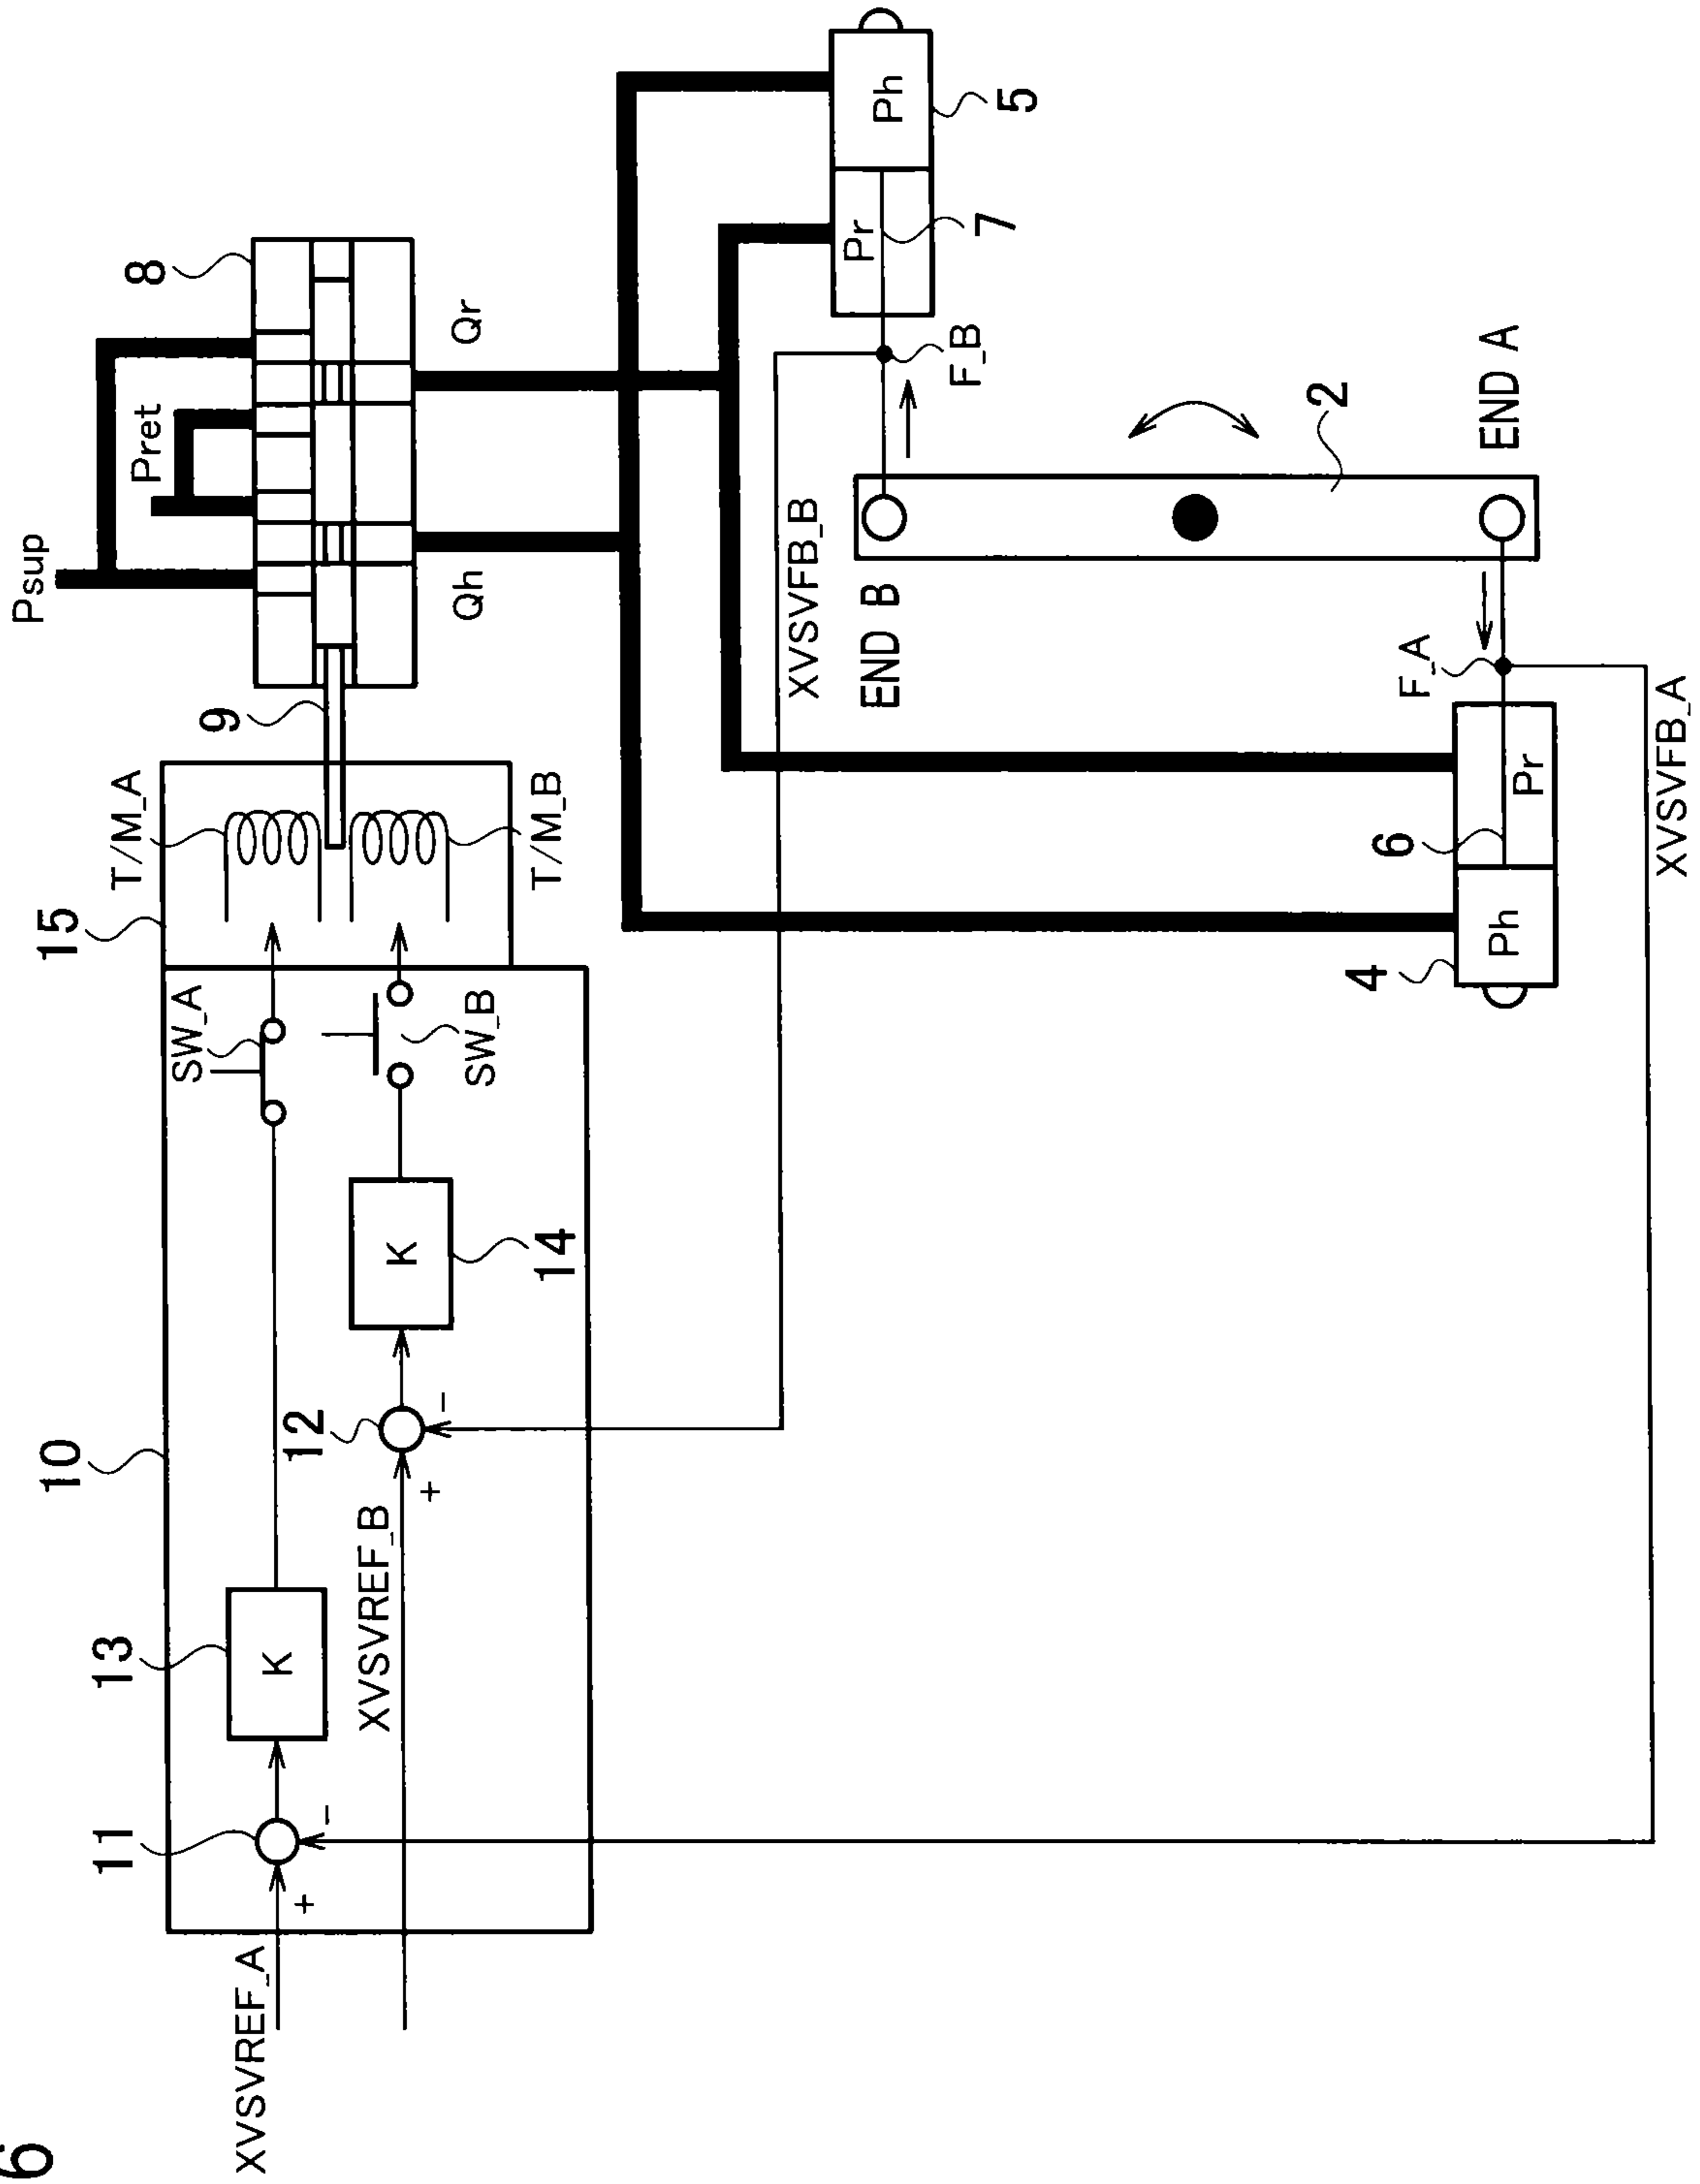 6
Psup
Pret
8
Qr
Qh
9
15
T/M_A
T/M_B
SW_A
SW_B
10
13
K
14
K
11
+
-
12
+
-
XVSVREF_A
XVSVREF_B
XVSVFB_B
END B
F_B
5
Ph
Pr
7
2
END A
F_A
XVSVFB_A
4
Ph
Pr
6